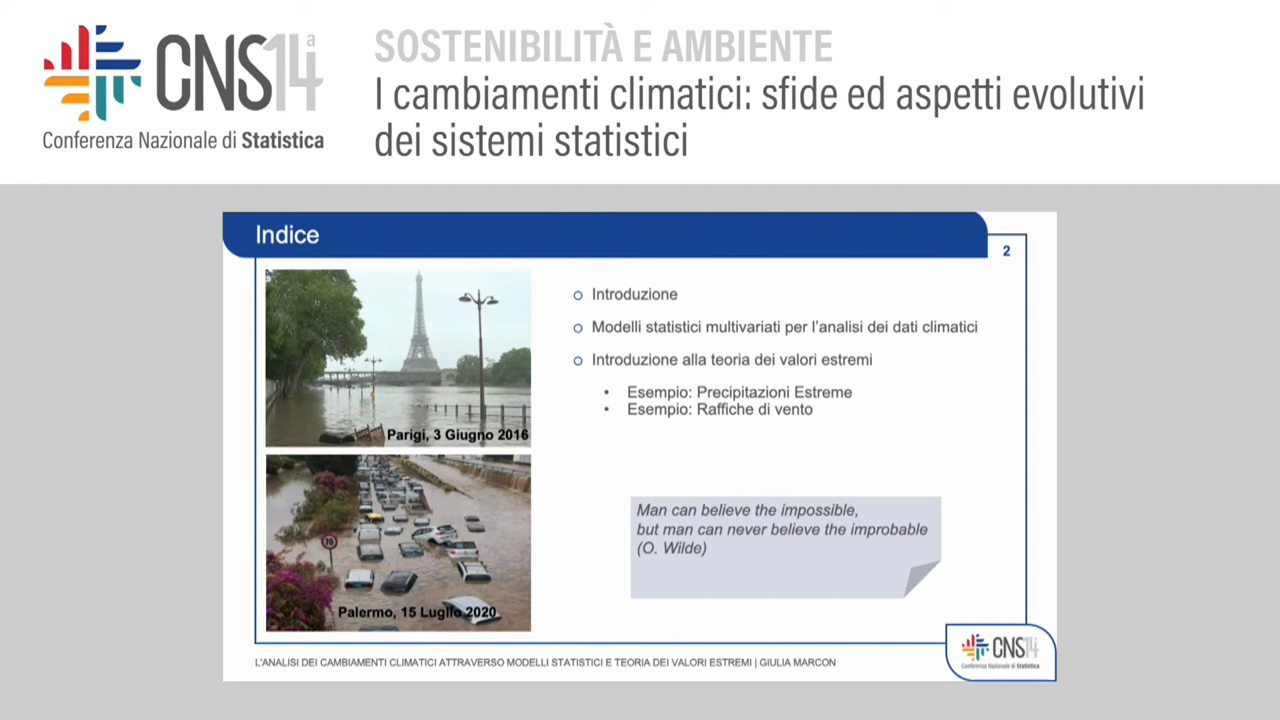 CNS14ª
Conferenza Nazionale di Statistica
SOSTENIBILITÀ E AMBIENTE
I cambiamenti climatici: sfide ed aspetti evolutivi
dei sistemi statistici
Indice
2
Parigi, 3 Giugno 2016
70
Palermo, 15 Luglio 2020
Introduzione
Modelli statistici multivariati per l'analisi dei dati climatici
Introduzione alla teoria dei valori estremi
Esempio: Precipitazioni Estreme
Esempio: Raffiche di vento
Man can believe the impossible,
but man can never believe the improbable
(O. Wilde)
L'ANALISI DEI CAMBIAMENTI CLIMATICI ATTRAVERSO MODELLI STATISTICI E TEORIA DEI VALORI ESTREMI | GIULIA MARCON
CNS14
Conferenza Nazionale di Statistica